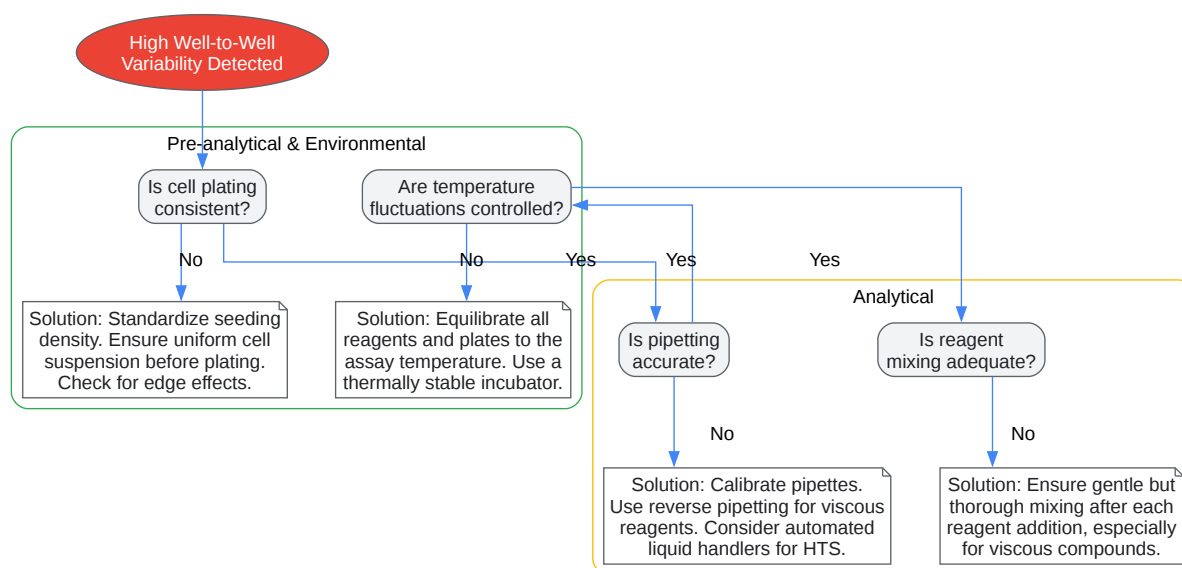 High Well-to-Well
Variability Detected
Pre-analytical & Environmental
Is cell plating
consistent?
Are temperature
fluctuations controlled?
No
No
Yes
Yes
Yes
Solution: Standardize seeding
density. Ensure uniform cell
suspension before plating.
Check for edge effects.
Solution: Equilibrate all
reagents and plates to the
assay temperature. Use a
thermally stable incubator.
Analytical
Is pipetting
accurate?
Is reagent
mixing adequate?
No
No
Solution: Calibrate pipettes.
Use reverse pipetting for viscous
reagents. Consider automated
liquid handlers for HTS.
Solution: Ensure gentle but
thorough mixing after each
reagent addition, especially
for viscous compounds.